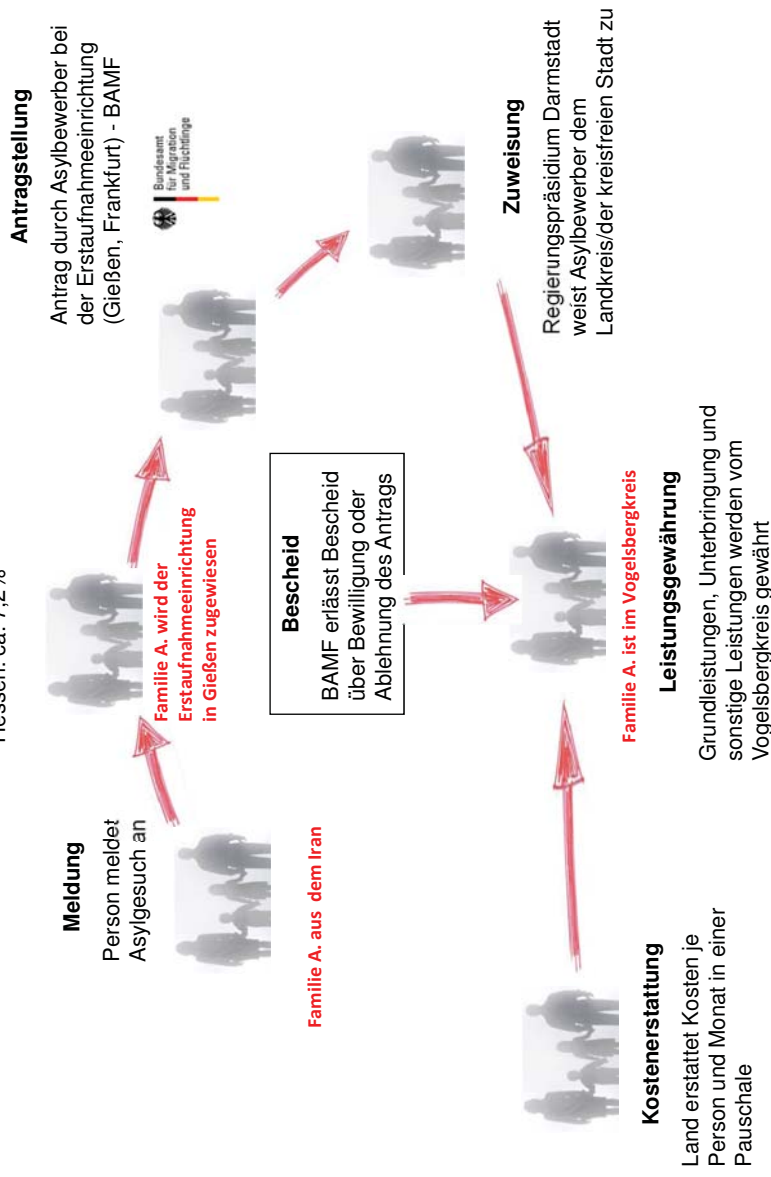 Hessen: ca. 7,2 %
Meldung
Person meldet
Asylgesuch an
Familie A. aus dem Iran
Familie A. wird der
Erstaufnahmeeinrichtung
in Gießen zugewiesen
Antragstellung
Antrag durch Asylbewerber bei
der Erstaufnahmeeinrichtung
(Gießen, Frankfurt) - BAMF
Bundesamt
für Migration
und Flüchtlinge
Bescheid
BAMF erlässt Bescheid
über Bewilligung oder
Ablehnung des Antrags
Zuweisung
Regierungspräsidium Darmstadt
weist Asylbewerber dem
Landkreis/der kreisfreien Stadt zu
Familie A. ist im Vogelsbergkreis
Leistungsgewährung
Grundleistungen, Unterbringung und
sonstige Leistungen werden vom
Vogelsbergkreis gewährt
Kostenerstattung
Land erstattet Kosten je
Person und Monat in einer
Pauschale